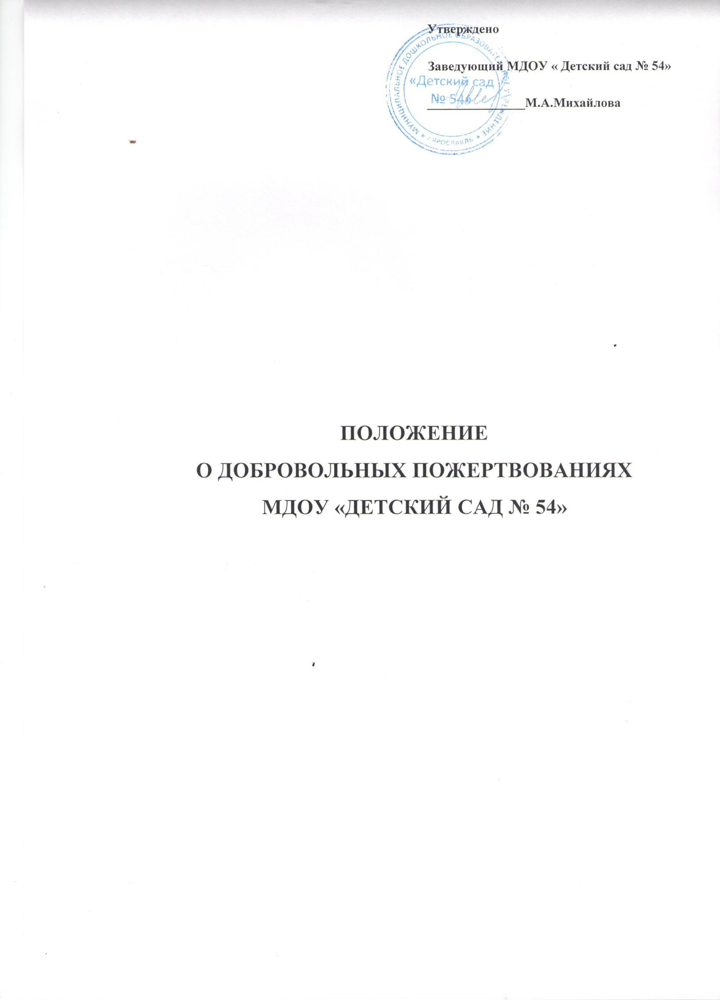 Утверждено
Заведующий МДОУ « Детский сад № 54»
_______________М.А.Михайлова
МУНИЦИПАЛЬНОЕ ДОШКОЛЬНОЕ ОБРАЗОВАТЕЛЬНОЕ УЧРЕЖДЕНИЕ * г.ЯРОСЛАВЛЬ *
«Детский сад
№ 54»
ПОЛОЖЕНИЕ
О ДОБРОВОЛЬНЫХ ПОЖЕРТВОВАНИЯХ
МДОУ «ДЕТСКИЙ САД № 54»